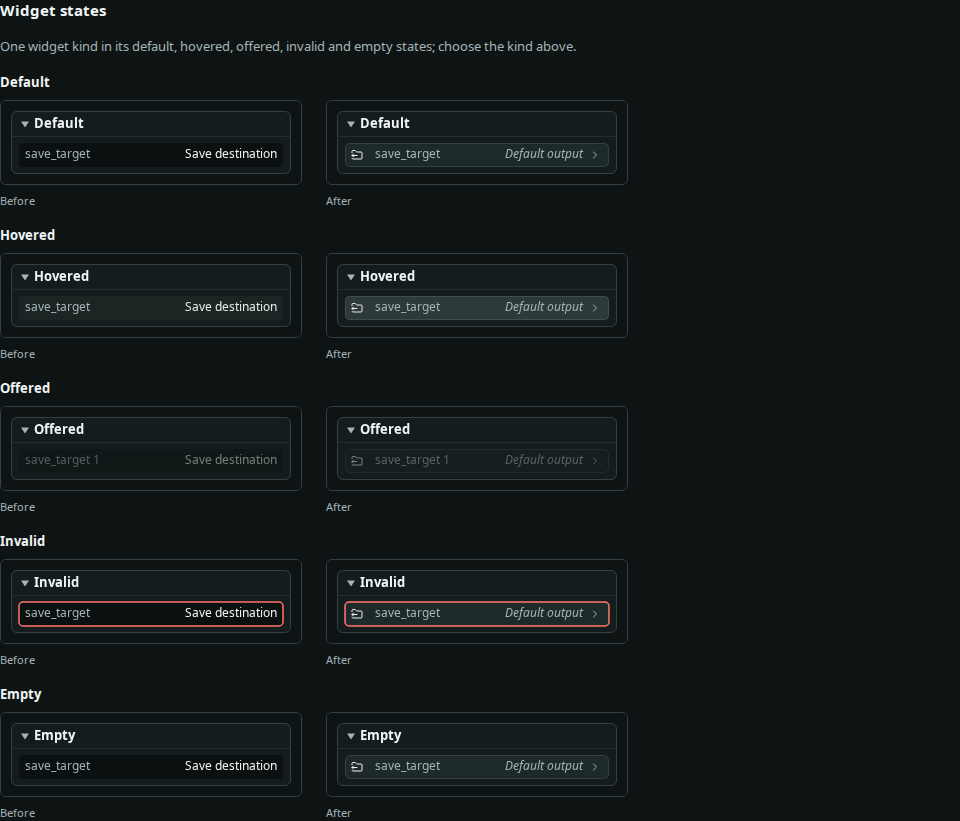 Widget states
One widget kind in its default, hovered, offered, invalid and empty states; choose the kind above.
Default
Default
save_target Save destination
Default
save_target Default output
Before
After
Hovered
Hovered
save_target Save destination
Hovered
save_target Default output
Before
After
Offered
Offered
save_target 1 Save destination
Offered
save_target 1 Default output
Before
After
Invalid
Invalid
save_target Save destination
Invalid
save_target Default output
Before
After
Empty
Empty
save_target Save destination
Empty
save_target Default output
Before
After